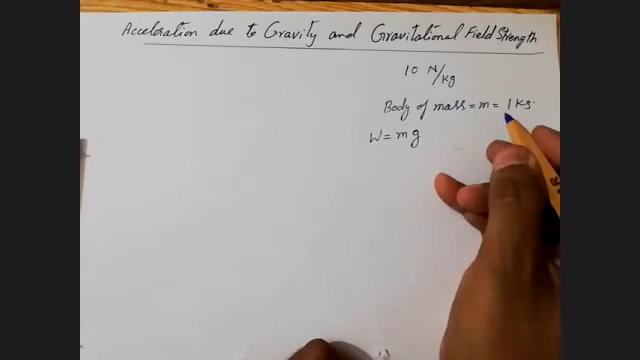 Acceleration due to Gravity and Gravitational Field Strength
10 N/kg
Body of mass = m = 1 kg.
W = mg